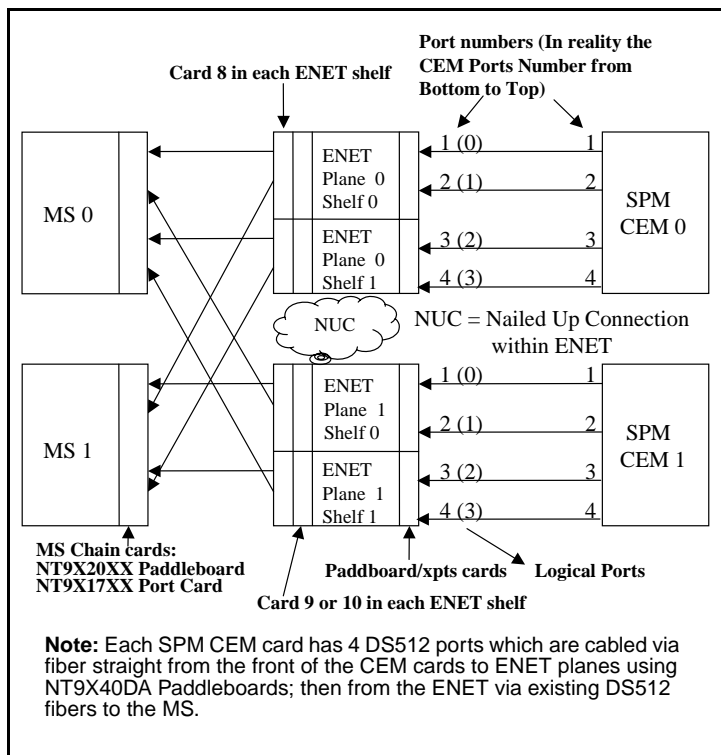 Port numbers (In reality the
CEM Ports Number from
Bottom to Top)
Card 8 in each ENET shelf
MS 0
ENET
Plane 0
Shelf 0
ENET
Plane 0
Shelf 1
1 (0)
2 (1)
3 (2)
4 (3)
1
2
3
4
SPM
CEM 0
NUC
NUC = Nailed Up Connection
within ENET
MS 1
ENET
Plane 1
Shelf 0
ENET
Plane 1
Shelf 1
1 (0)
2 (1)
3 (2)
4 (3)
1
2
3
4
SPM
CEM 1
MS Chain cards:
NT9X20XX Paddleboard
NT9X17XX Port Card
Paddboard/xpts cards
Logical Ports
Card 9 or 10 in each ENET shelf
Note: Each SPM CEM card has 4 DS512 ports which are cabled via
fiber straight from the front of the CEM cards to ENET planes using
NT9X40DA Paddleboards; then from the ENET via existing DS512
fibers to the MS.